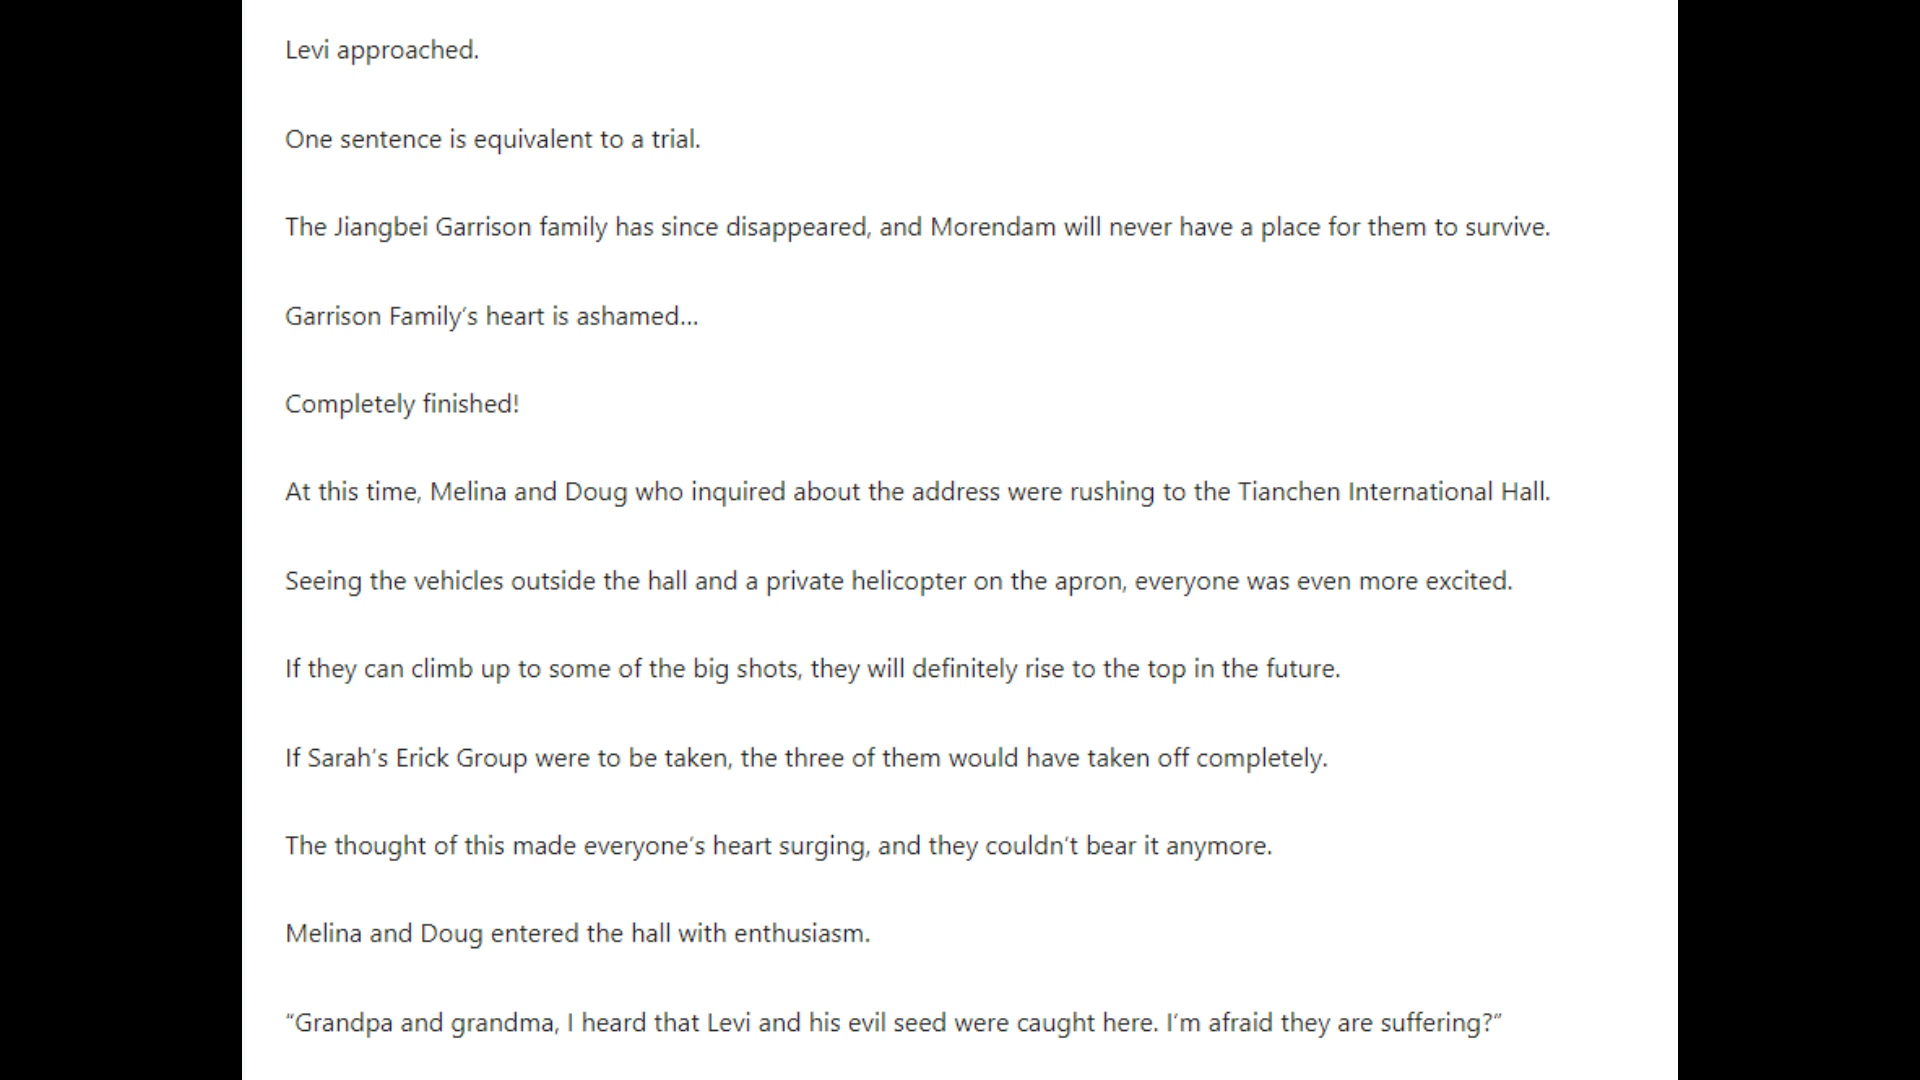 Levi approached.
One sentence is equivalent to a trial.
The Jiangbei Garrison family has since disappeared, and Morendam will never have a place for them to survive.
Garrison Family’s heart is ashamed…
Completely finished!
At this time, Melina and Doug who inquired about the address were rushing to the Tianchen International Hall.
Seeing the vehicles outside the hall and a private helicopter on the apron, everyone was even more excited.
If they can climb up to some of the big shots, they will definitely rise to the top in the future.
If Sarah’s Erick Group were to be taken, the three of them would have taken off completely.
The thought of this made everyone’s heart surging, and they couldn’t bear it anymore.
Melina and Doug entered the hall with enthusiasm.
“Grandpa and grandma, I heard that Levi and his evil seed were caught here. I’m afraid they are suffering?”